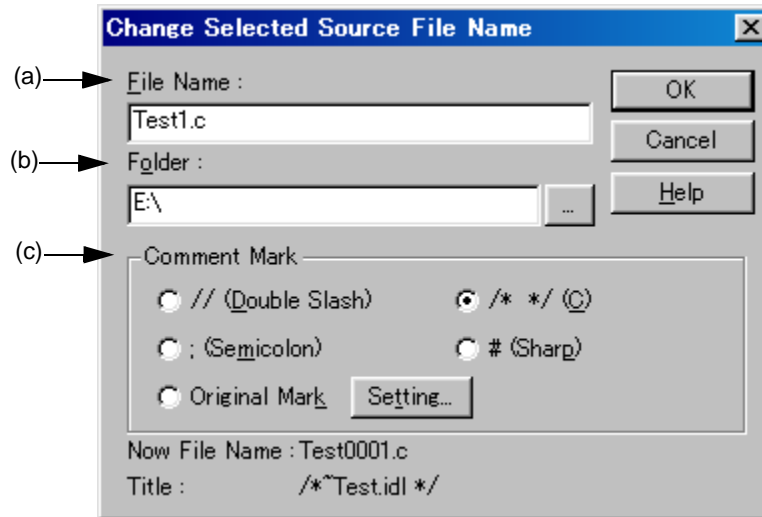 Change Selected Source File Name
(a) File Name :
OK
Test1.c
Cancel
(b) Folder :
E:\
...
Help
(c) Comment Mark
// (Double Slash) /* */ (C)
; (Semicolon) # (Sharp)
Original Mark Setting...
Now File Name : Test0001.c
Title : /*~Test.idl */